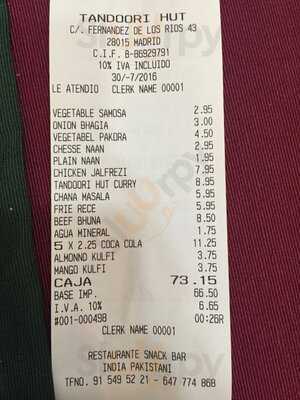 TANDOORI HUT
C/. FERNANDEZ DE LOS RIOS 43
28015 MADRID
C.I.F. B-86929791
10% IVA INCLUIDO
30/-7/2016
LE ATENDIO CLERK NAME 00001
VEGETABLE SAMOSA 2.95
ONION BHAGIA 3.00
VEGETABEL PAKORA 4.50
CHESSE NAAN 2.95
PLAIN NAAN 1.95
CHICKEN JALFREZI 7.95
TANDOORI HUT CURRY 8.95
CHANA MASALA 5.95
FRIE RECE 5.95
BEEF BHUNA 8.50
AGUA MINERAL 1.75
5 X 2.25 COCA COLA 11.25
ALMONND KULFI 3.75
MANGO KULFI 3.75
CAJA 73.15
BASE IMP. 66.50
I.V.A. 10% 6.65
#001-000498 00:26R
CLERK NAME 00001
RESTAURANTE SNACK BAR
INDIA PAKISTANI
TFNO. 91 549 52 21 - 647 774 868